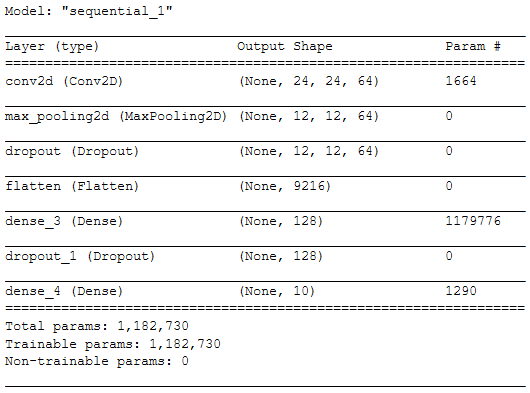 Model: "sequential_1"
Layer (type) Output Shape Param #
conv2d (Conv2D) (None, 24, 24, 64) 1664
max_pooling2d (MaxPooling2D) (None, 12, 12, 64) 0
dropout (Dropout) (None, 12, 12, 64) 0
flatten (Flatten) (None, 9216) 0
dense_3 (Dense) (None, 128) 1179776
dropout_1 (Dropout) (None, 128) 0
dense_4 (Dense) (None, 10) 1290
Total params: 1,182,730
Trainable params: 1,182,730
Non-trainable params: 0